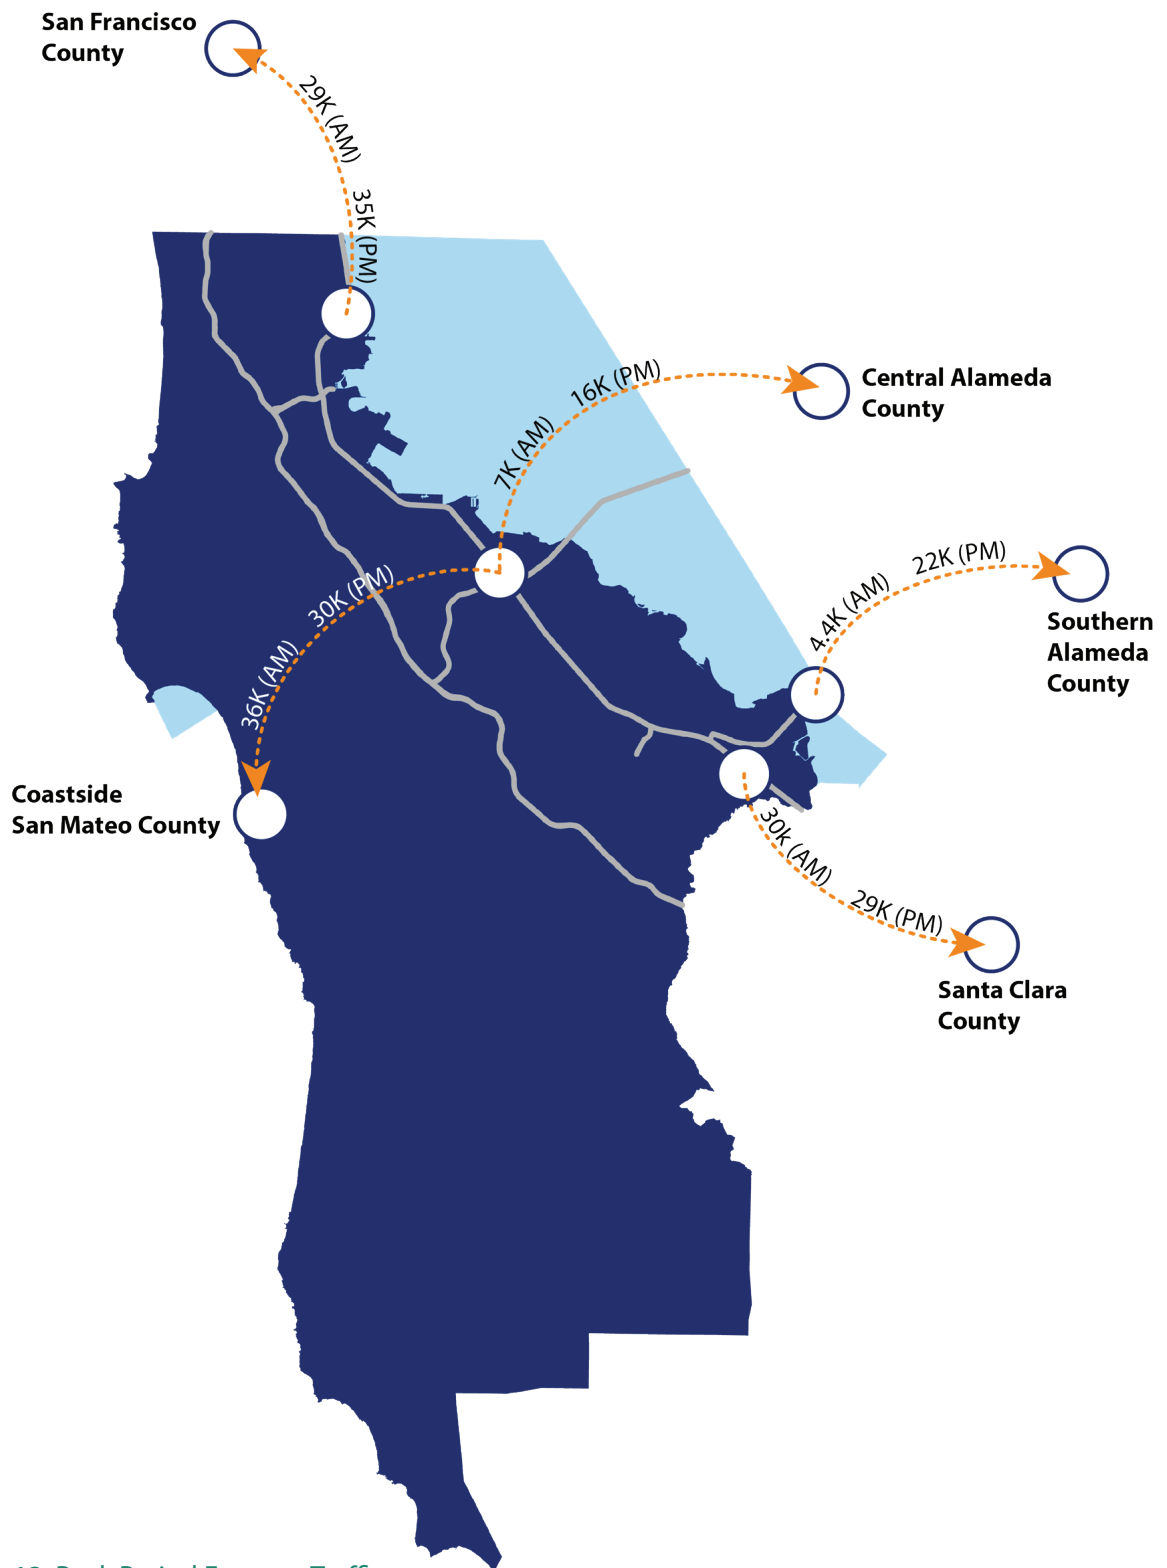 San Francisco
County
29K (AM)
35K (PM)
16K (PM)
7K (AM)
Central Alameda
County
22K (PM)
4.4K (AM)
Southern
Alameda
County
30K (PM)
36K (AM)
Coastside
San Mateo County
30k (AM)
29K (PM)
Santa Clara
County